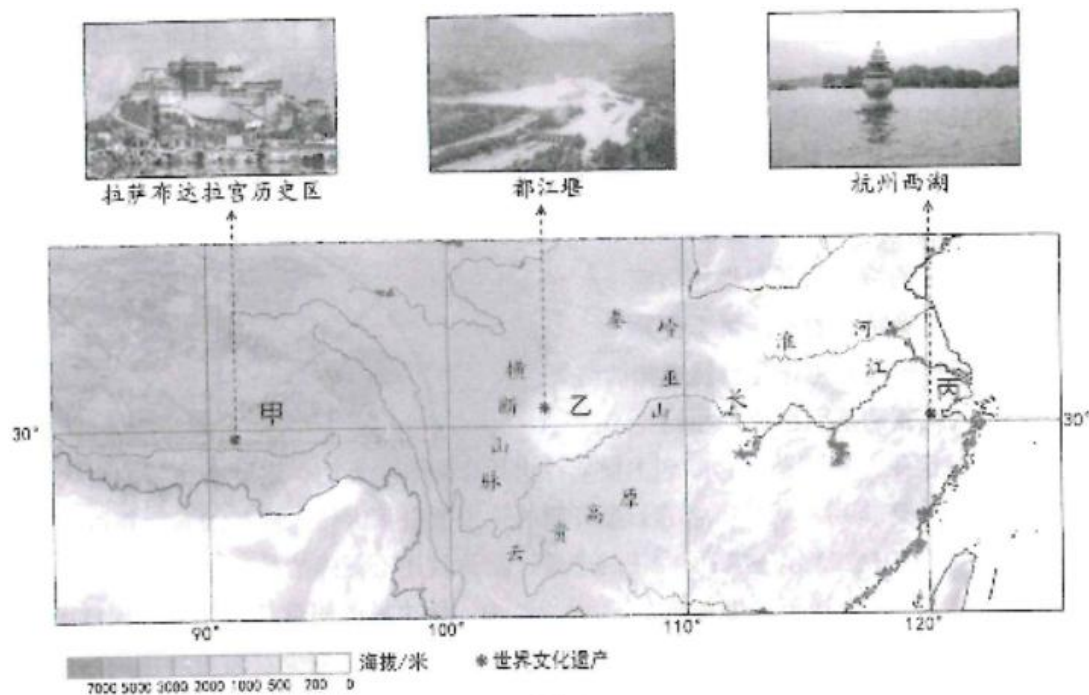 拉萨布达拉宫历史区
都江堰
杭州西湖
秦岭
淮河
横断山脉
巫山
长江
甲
乙
丙
30°
30°
云贵高原
90°
100°
110°
120°
海拔/米
*世界文化遗产
7000 5000 3000 2000 1000 500 200 0